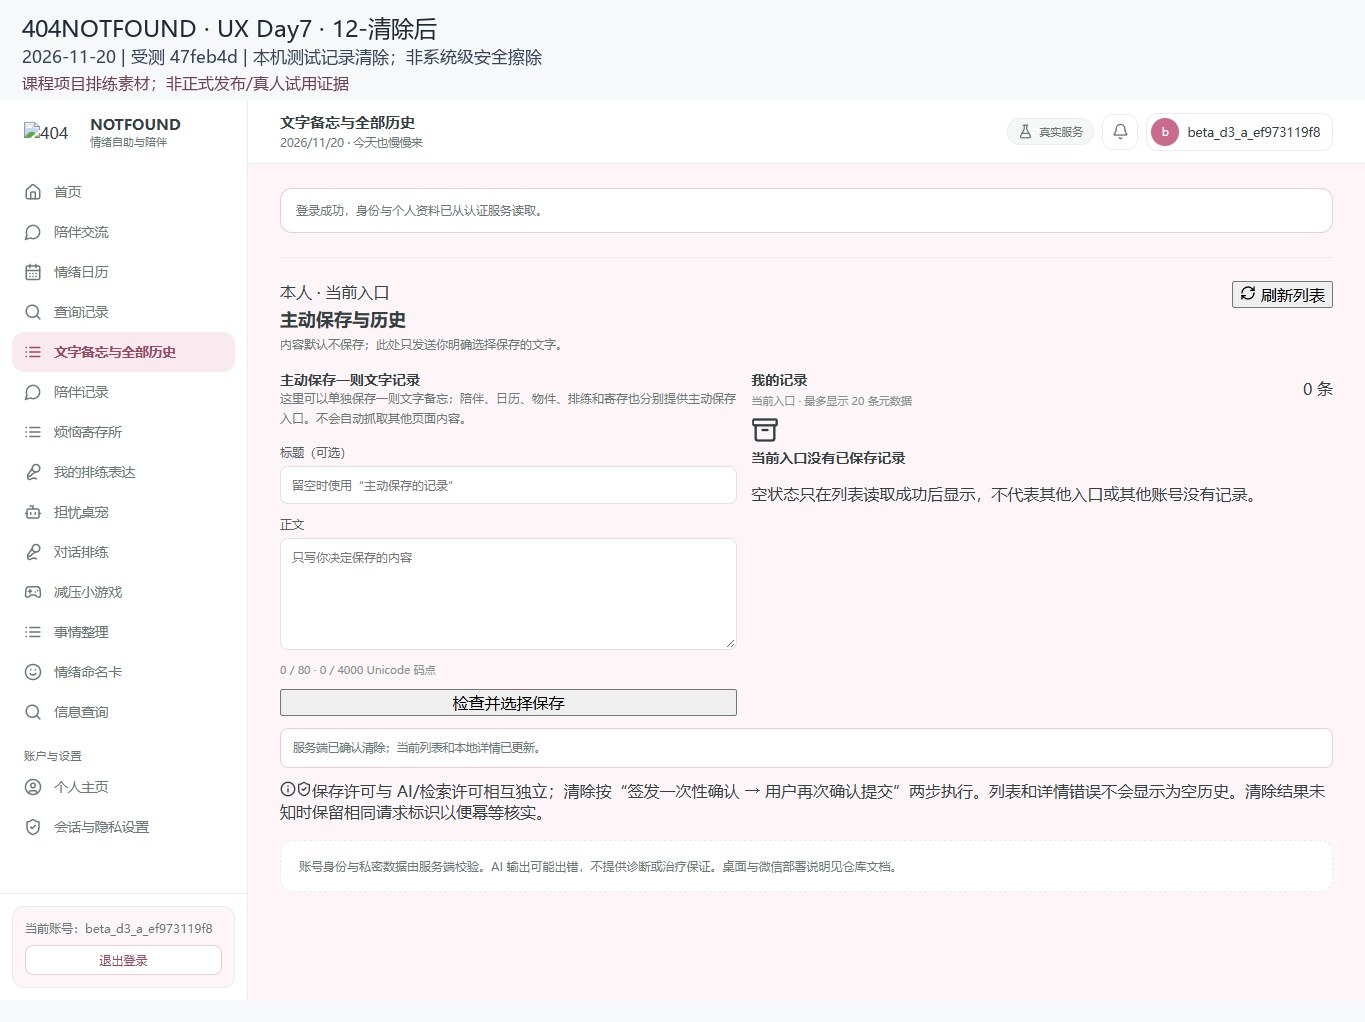 404NOTFOUND · UX Day7 · 12-清除后
2026-11-20 | 受测 47feb4d | 本机测试记录清除；非系统级安全擦除
课程项目排练素材；非正式发布/真人试用证据
404
NOTFOUND
情绪自助与陪伴
首页
陪伴交流
情绪日历
查询记录
文字备忘与全部历史
陪伴记录
烦恼寄存所
我的排练表达
担忧桌宠
对话排练
减压小游戏
事情整理
情绪命名卡
信息查询
账户与设置
个人主页
会话与隐私设置
当前账号：beta_d3_a_ef973119f8
退出登录
文字备忘与全部历史
2026/11/20 · 今天也慢慢来
真实服务
b
beta_d3_a_ef973119f8
登录成功，身份与个人资料已从认证服务读取。
本人 · 当前入口
主动保存与历史
内容默认不保存；此处只发送你明确选择保存的文字。
刷新列表
主动保存一则文字记录
这里可以单独保存一则文字备忘；陪伴、日历、物件、排练和寄存也分别提供主动保存
入口。不会自动抓取其他页面内容。
标题（可选）
留空时使用“主动保存的记录”
正文
只写你决定保存的内容
0 / 80 · 0 / 4000 Unicode 码点
检查并选择保存
我的记录
当前入口 · 最多显示 20 条元数据
0 条
当前入口没有已保存记录
空状态只在列表读取成功后显示，不代表其他入口或其他账号没有记录。
服务端已确认清除；当前列表和本地详情已更新。
保存许可与 AI/检索许可相互独立；清除按“签发一次性确认 → 用户再次确认提交”两步执行。列表和详情错误不会显示为空历史。清除结果未
知时保留相同请求标识以便幂等核实。
账号身份与私密数据由服务端校验。AI 输出可能出错，不提供诊断或治疗保证。桌面与微信部署说明见仓库文档。